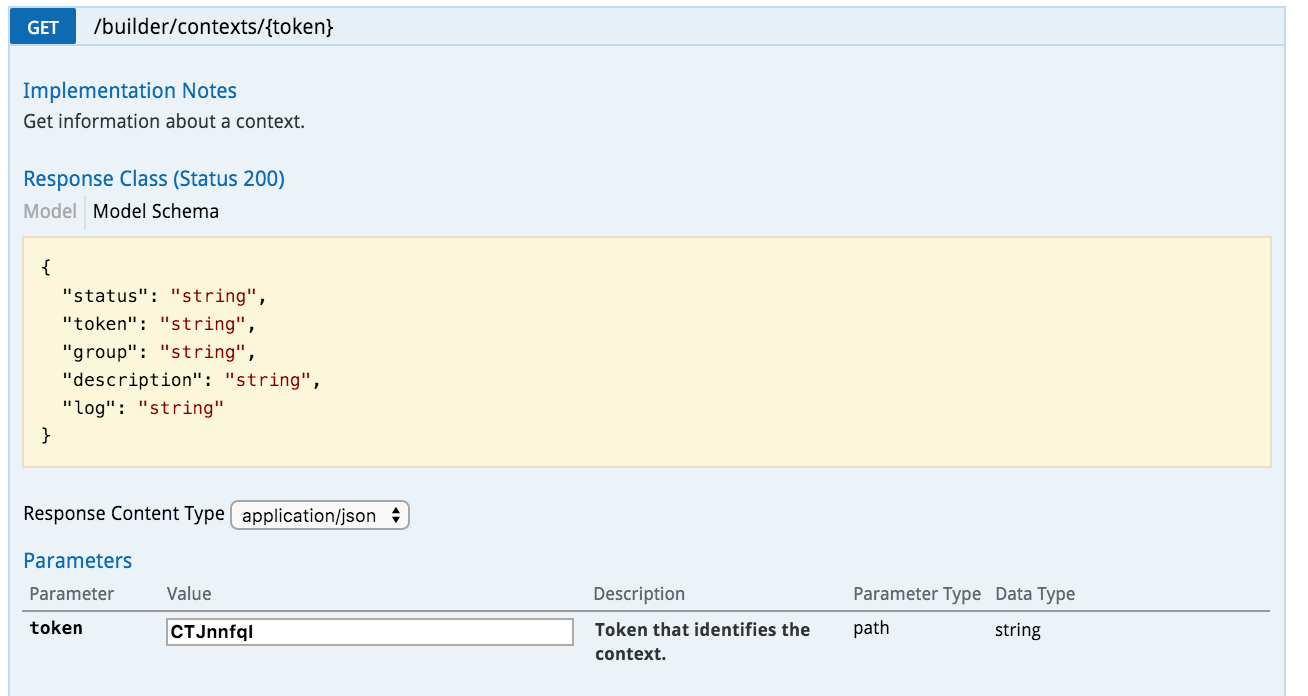 GET /builder/contexts/{token}
Implementation Notes
Get information about a context.
Response Class (Status 200)
Model Model Schema
{
"status": "string",
"token": "string",
"group": "string",
"description": "string",
"log": "string"
}
Response Content Type application/json
Parameters
Parameter Value Description Parameter Type Data Type
token CTJnnfql Token that identifies the context. path string